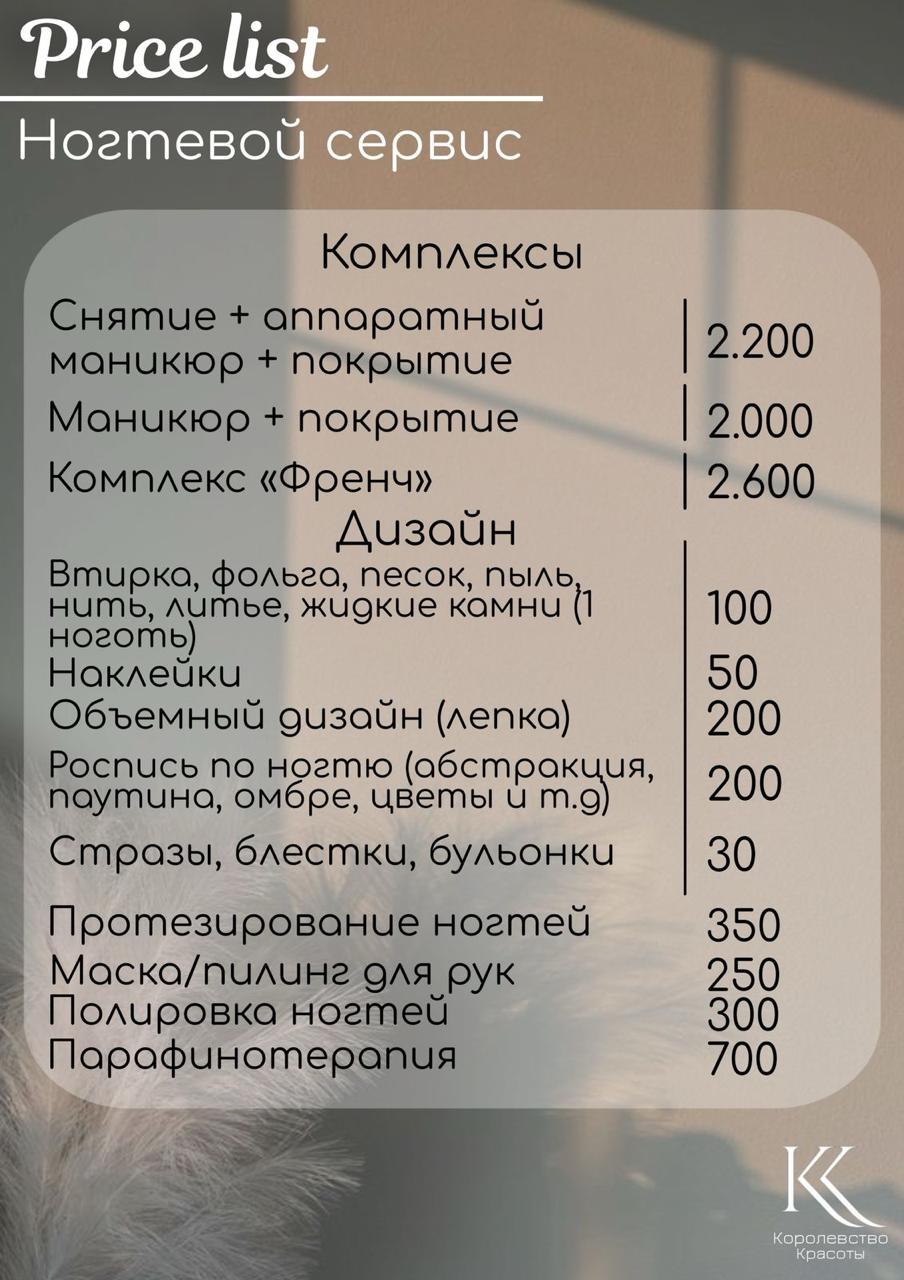 Price list
Ногтевой сервис
Комплексы
Снятие + аппаратный
маникюр + покрытие
2.200
Маникюр + покрытие
2.000
Комплекс «Френч»
2.600
Дизайн
Втирка, фольга, песок, пыль,
нить, литье, жидкие камни (1
ноготь)
100
Наклейки
50
Объемный дизайн (лепка)
200
Роспись по ногтю (абстракция,
паутина, омбре, цветы и т.д)
200
Стразы, блестки, бульонки
30
Протезирование ногтей
350
Маска/пилинг для рук
250
Полировка ногтей
300
Парафинотерапия
700
КК
Королевство
Красоты